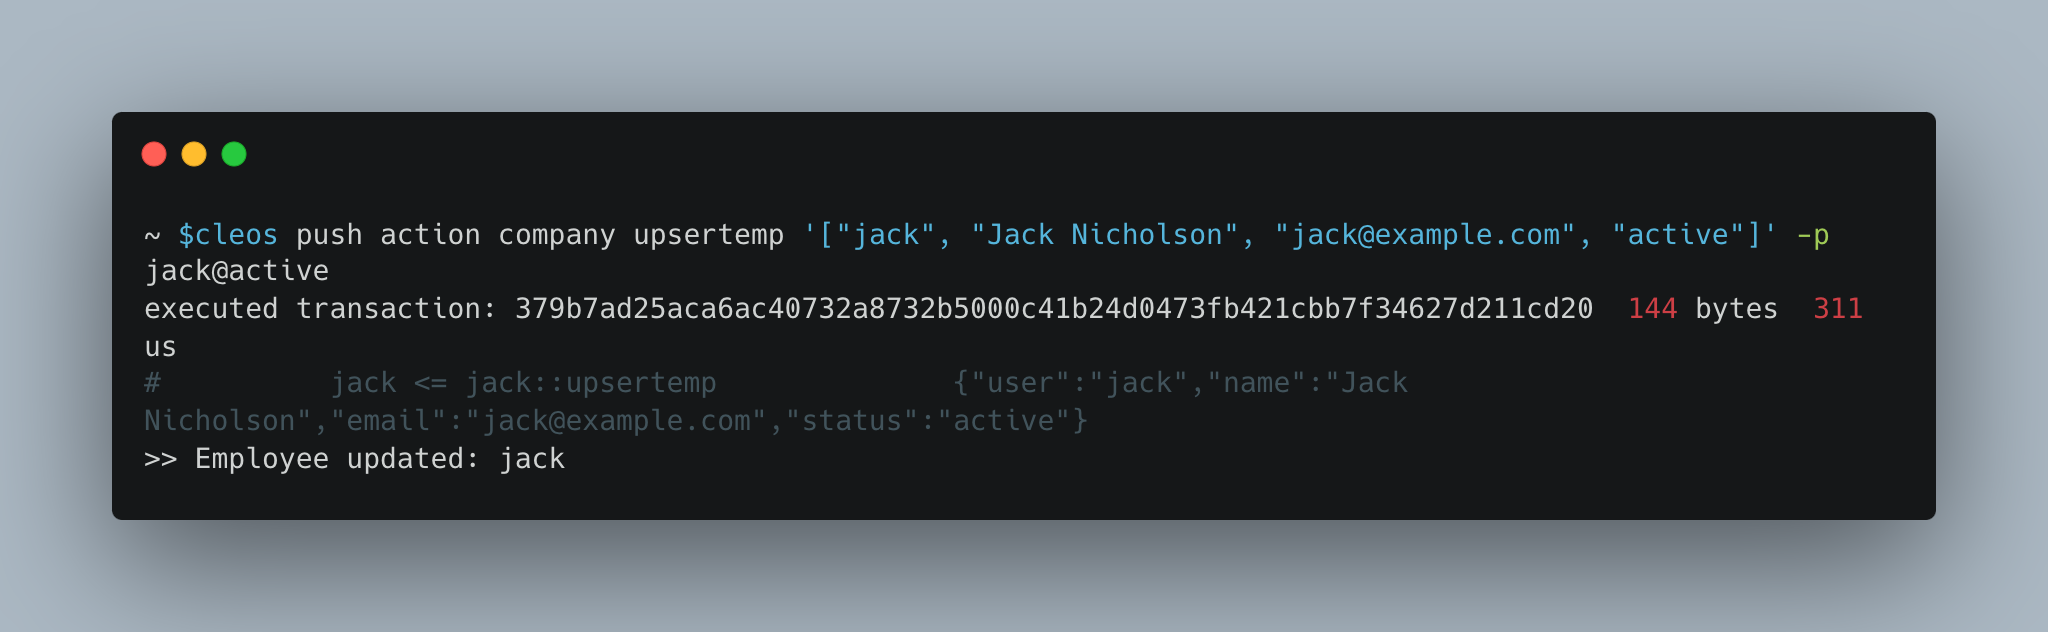 ~ $cleos push action company upsertemp '["jack", "Jack Nicholson", "jack@example.com", "active"]' -p
jack@active
executed transaction: 379b7ad25aca6ac40732a8732b5000c41b24d0473fb421cbb7f34627d211cd20  144 bytes  311
us
#          jack <= jack::upsertemp              {"user":"jack","name":"Jack
Nicholson","email":"jack@example.com","status":"active"}
>> Employee updated: jack